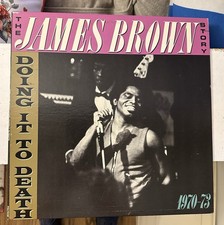 THE
JAMES BROWN
STORY
DOING IT TO DEATH
1970-73